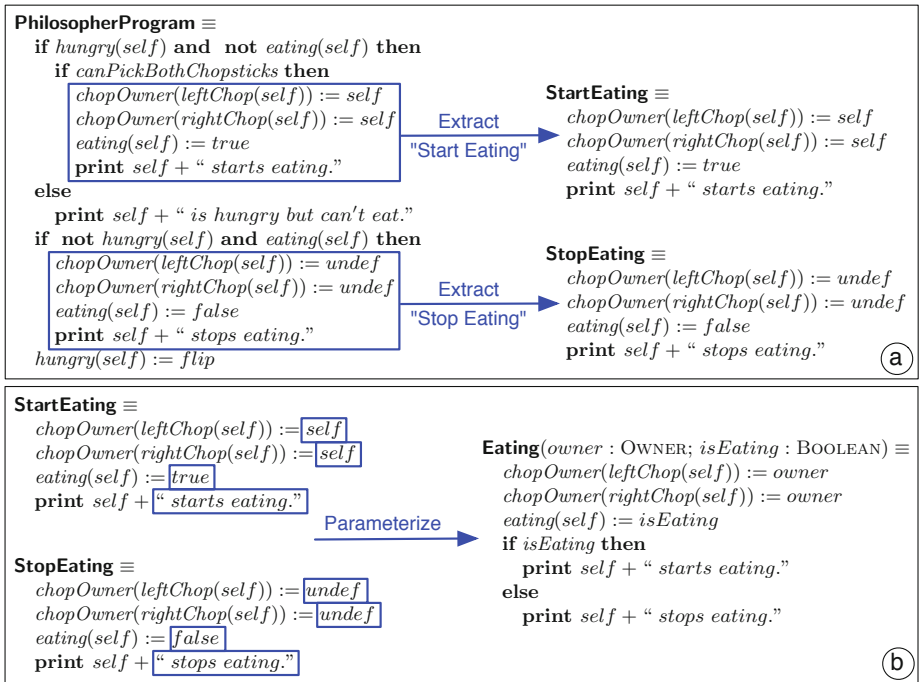 PhilosopherProgram ≡
if hungry(self) and not eating(self) then
if canPickBothChopsticks then
chopOwner(leftChop(self)) := self
chopOwner(rightChop(self)) := self
eating(self) := true
print self + “ starts eating.”
else
print self + “ is hungry but can't eat.”
if not hungry(self) and eating(self) then
chopOwner(leftChop(self)) := undef
chopOwner(rightChop(self)) := undef
eating(self) := false
print self + “ stops eating.”
hungry(self) := flip
Extract
"Start Eating"
StartEating ≡
chopOwner(leftChop(self)) := self
chopOwner(rightChop(self)) := self
eating(self) := true
print self + “ starts eating.”
Extract
"Stop Eating"
StopEating ≡
chopOwner(leftChop(self)) := undef
chopOwner(rightChop(self)) := undef
eating(self) := false
print self + “ stops eating.”
a
StartEating ≡
chopOwner(leftChop(self)) := self
chopOwner(rightChop(self)) := self
eating(self) := true
print self + “ starts eating.”
StopEating ≡
chopOwner(leftChop(self)) := undef
chopOwner(rightChop(self)) := undef
eating(self) := false
print self + “ stops eating.”
Parameterize
Eating(owner : OWNER; isEating : BOOLEAN) ≡
chopOwner(leftChop(self)) := owner
chopOwner(rightChop(self)) := owner
eating(self) := isEating
if isEating then
print self + “ starts eating.”
else
print self + “ stops eating.”
b